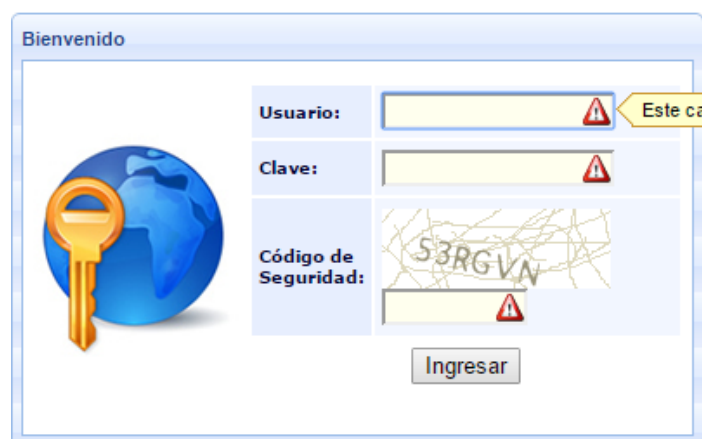 Bienvenido
Usuario:
Este ca
Clave:
Código de
Seguridad:
53RGVN
Ingresar